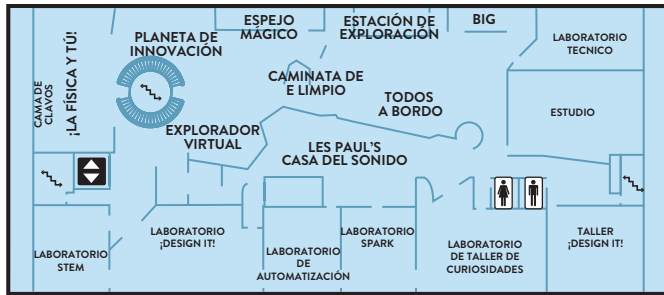 CAMA DE
CLAVOS
¡LA FÍSICA Y TÚ!
PLANETA DE
INNOVACIÓN
ESPEJO
MÁGICO
ESTACIÓN DE
EXPLORACIÓN
BIG
LABORATORIO
TECNICO
CAMINATA DE
E LIMPIO
TODOS
A BORDO
ESTUDIO
EXPLORADOR
VIRTUAL
LES PAUL'S
CASA DEL SONIDO
LABORATORIO
STEM
LABORATORIO
¡DESIGN IT!
LABORATORIO
DE
AUTOMATIZACIÓN
LABORATORIO
SPARK
LABORATORIO
DE TALLER DE
CURIOSIDADES
TALLER
¡DESIGN IT!